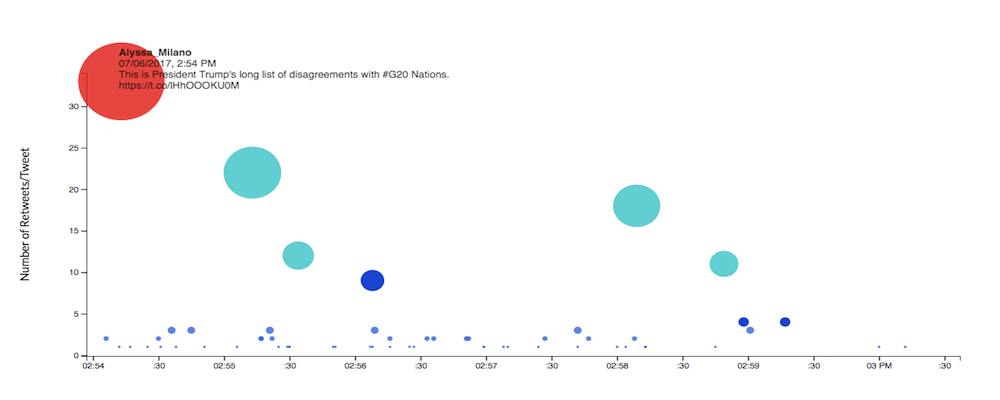 Alyssa_Milano
07/06/2017, 2:54 PM
This is President Trump's long list of disagreements with #G20 Nations.
https://t.co/lHhOOOKU0M
Number of Retweets/Tweet
30
25
20
15
10
5
0
02:54 :30 02:55 :30 02:56 :30 02:57 :30 02:58 :30 02:59 :30 03 PM :30